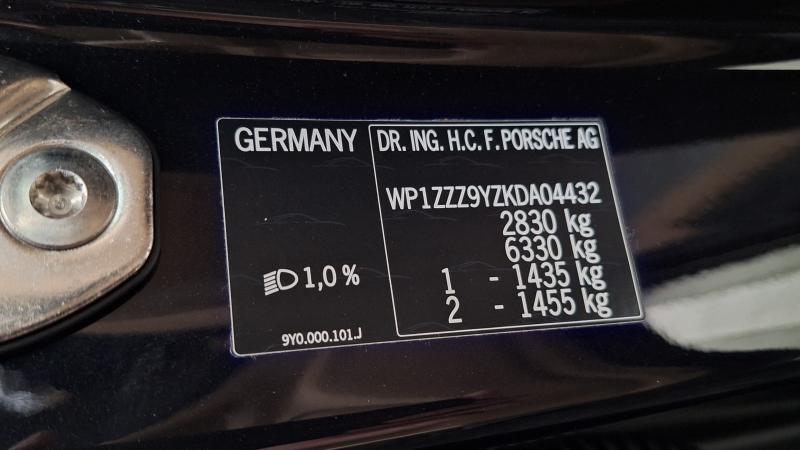 GERMANY
DR. ING. H.C. F. PORSCHE AG
WP1ZZZ9YZKDA04432
2830 kg
6330 kg
1 - 1435 kg
2 - 1455 kg
1,0 %
9Y0.000.101.J